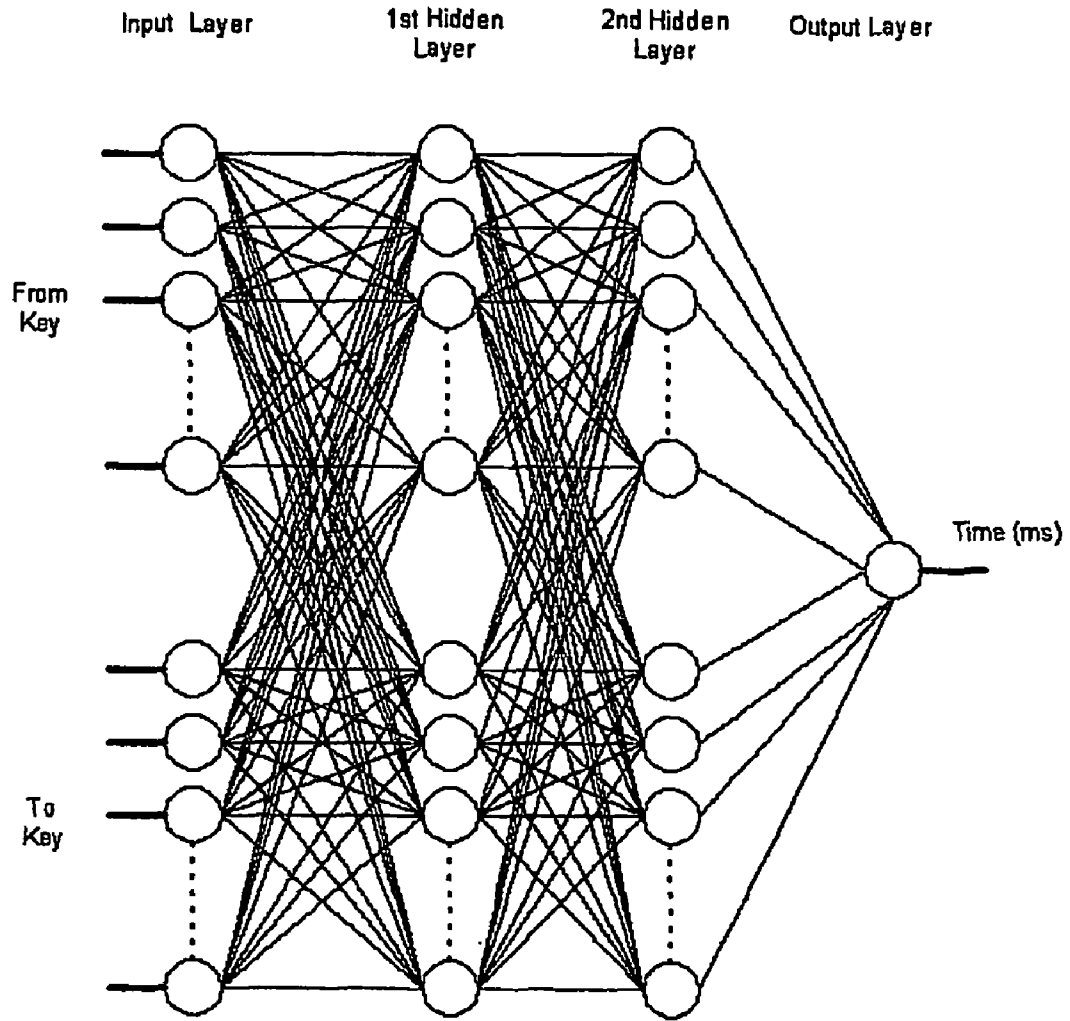 Input Layer
1st Hidden
Layer
2nd Hidden
Layer
Output Layer
From
Key
Time (ms)
To
Key